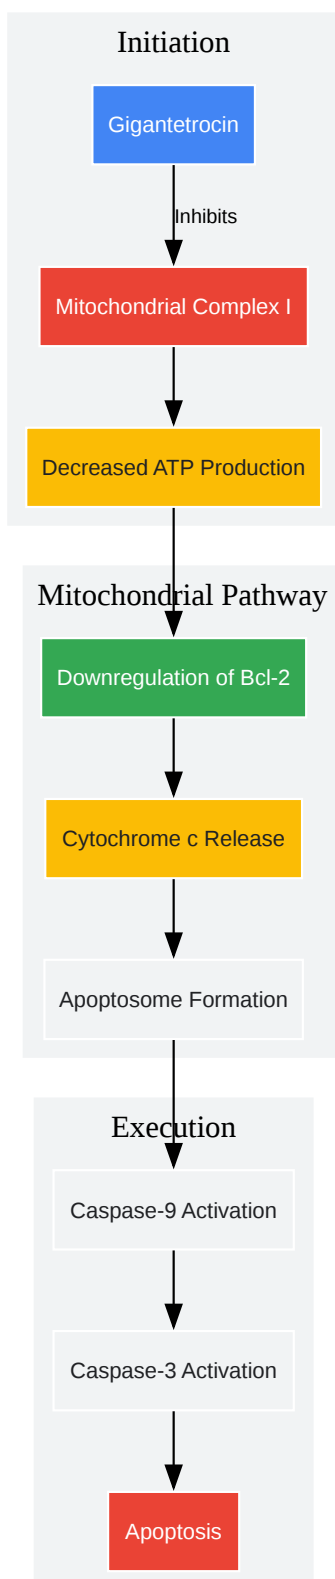 Initiation
Gigantetrocin
Inhibits
Mitochondrial Complex I
Decreased ATP Production
Mitochondrial Pathway
Downregulation of Bcl-2
Cytochrome c Release
Apoptosome Formation
Execution
Caspase-9 Activation
Caspase-3 Activation
Apoptosis